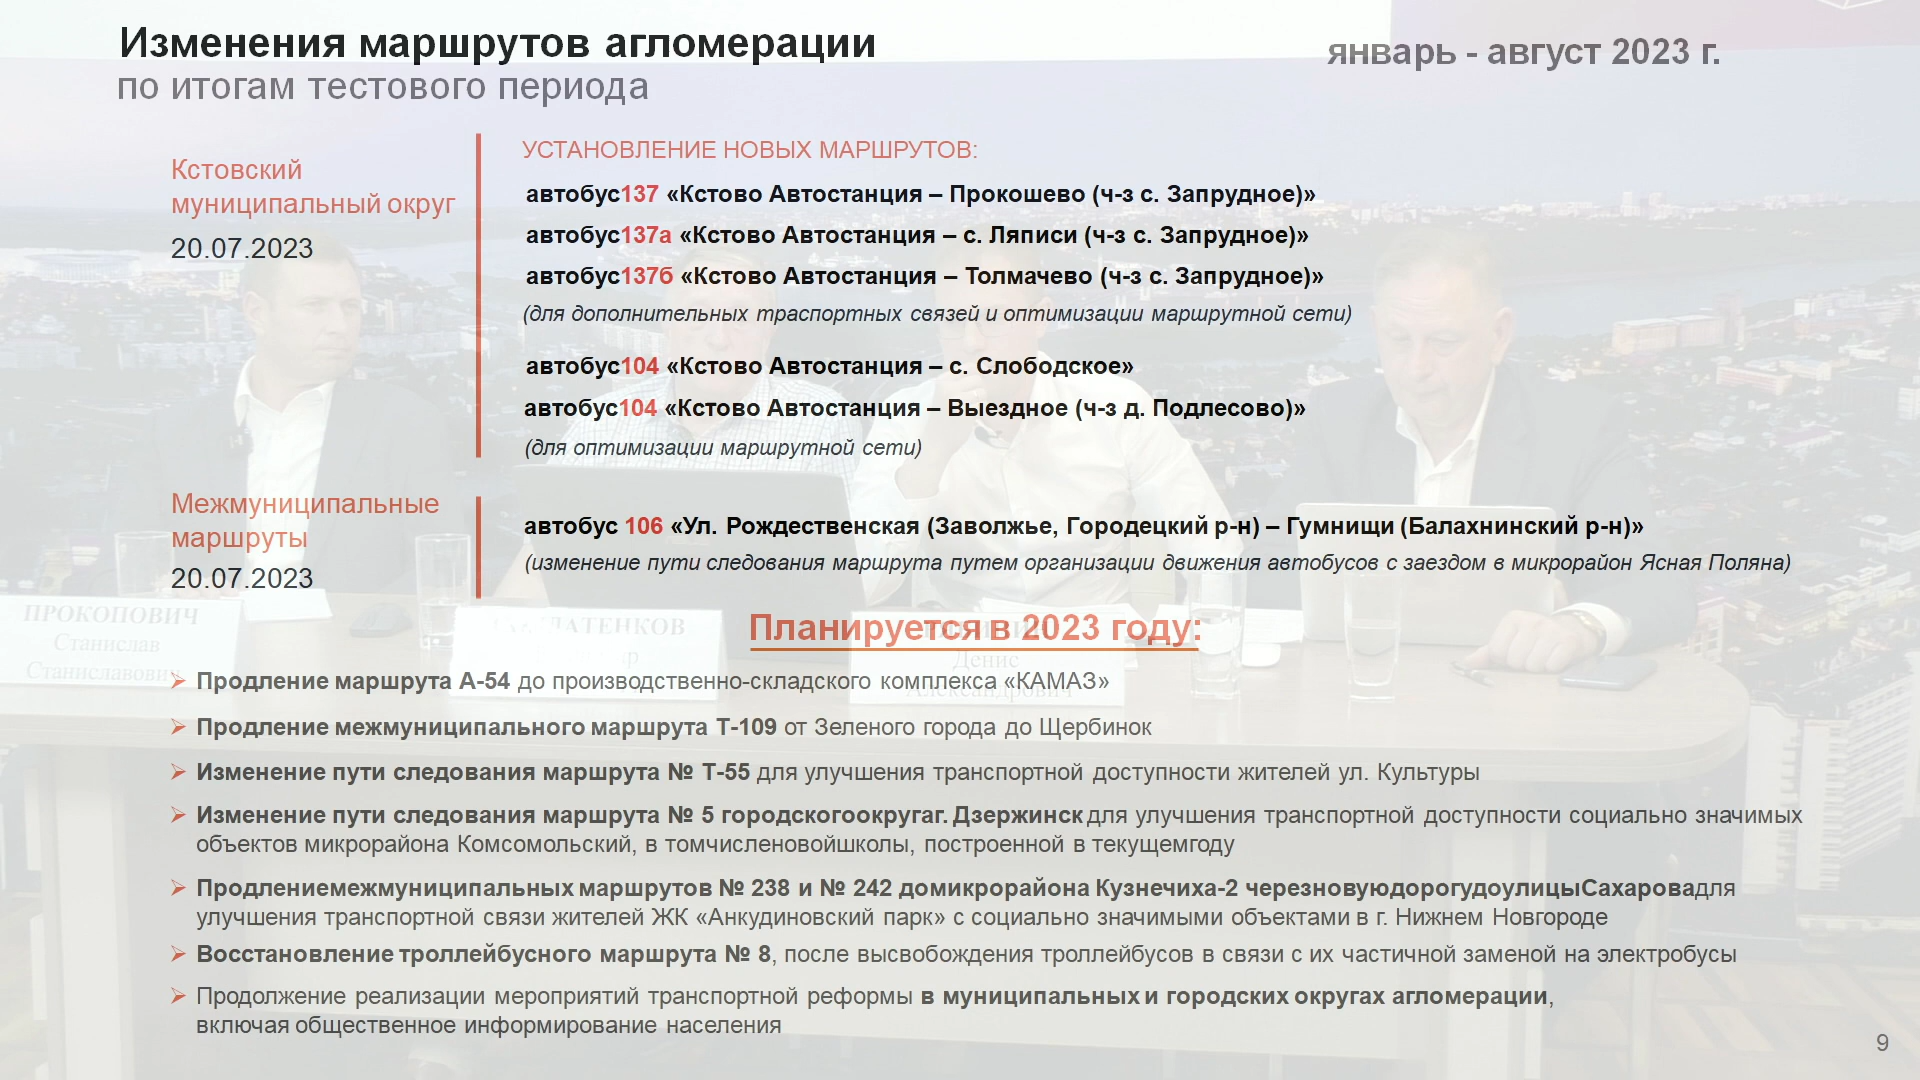 Изменения маршрутов агломерации
по итогам тестового периода
январь - август 2023 г.
Кстовский
муниципальный округ
20.07.2023
УСТАНОВЛЕНИЕ НОВЫХ МАРШРУТОВ:
автобус137 «Кстово Автостанция – Прокошево (ч-з с. Запрудное)»
автобус137а «Кстово Автостанция – с. Ляписи (ч-з с. Запрудное)»
автобус137б «Кстово Автостанция – Толмачево (ч-з с. Запрудное)»
(для дополнительных траспортных связей и оптимизации маршрутной сети)
автобус104 «Кстово Автостанция – с. Слободское»
автобус104 «Кстово Автостанция – Выездное (ч-з д. Подлесово)»
(для оптимизации маршрутной сети)
Межмуниципальные
маршруты
20.07.2023
автобус 106 «Ул. Рождественская (Заволжье, Городецкий р-н) – Гумнищи (Балахнинский р-н)»
(изменение пути следования маршрута путем организации движения автобусов с заездом в микрорайон Ясная Поляна)
ПРОКОПОВИЧ
Станислав
Станиславович
Денис
Александрович
Планируется в 2023 году:
Продление маршрута А-54 до производственно-складского комплекса «КАМАЗ»
Продление межмуниципального маршрута Т-109 от Зеленого города до Щербинок
Изменение пути следования маршрута № Т-55 для улучшения транспортной доступности жителей ул. Культуры
Изменение пути следования маршрута № 5 городскогоокругаг. Дзержинск для улучшения транспортной доступности социально значимых
объектов микрорайона Комсомольский, в томчисленовойшколы, построенной в текущемгоду
Продлениемежмуниципальных маршрутов № 238 и № 242 домикрорайона Кузнечиха-2 черезновуюдорогудоулицыСахаровадля
улучшения транспортной связи жителей ЖК «Анкудиновский парк» с социально значимыми объектами в г. Нижнем Новгороде
Восстановление троллейбусного маршрута № 8, после высвобождения троллейбусов в связи с их частичной заменой на электробусы
Продолжение реализации мероприятий транспортной реформы в муниципальных и городских округах агломерации,
включая общественное информирование населения
9